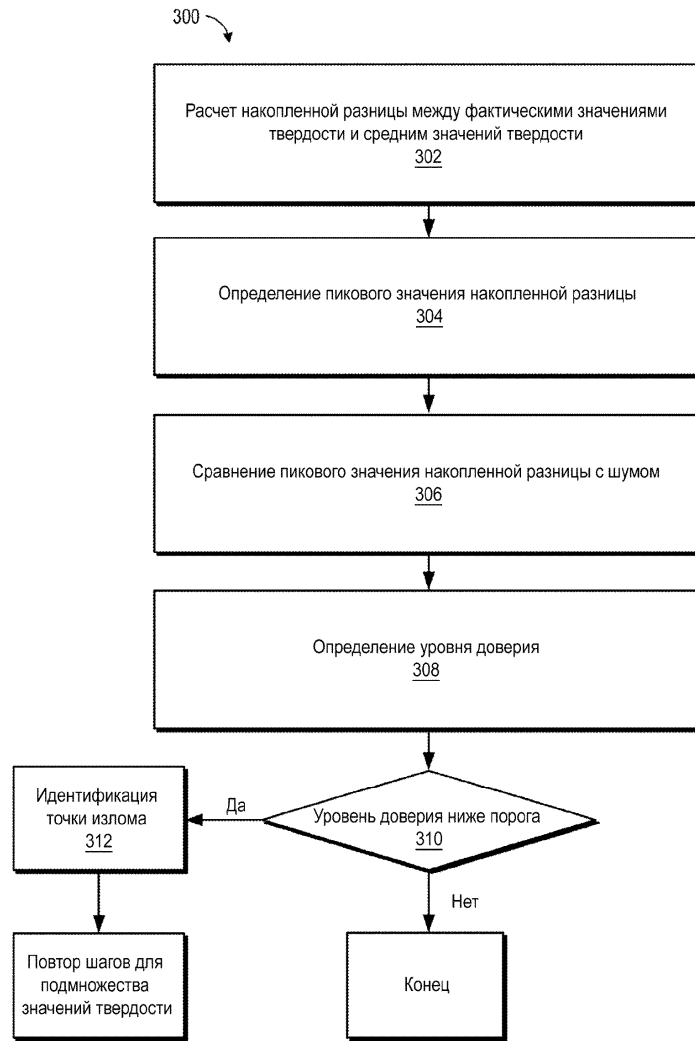 300
Расчет накопленной разницы между фактическими значениями
твердости и средним значений твердости
302
Определение пикового значения накопленной разницы
304
Сравнение пикового значения накопленной разницы с шумом
306
Определение уровня доверия
308
Уровень доверия ниже порога
310
Да
Идентификация
точки излома
312
Нет
Повтор шагов для
подмножества
значений твердости
Конец